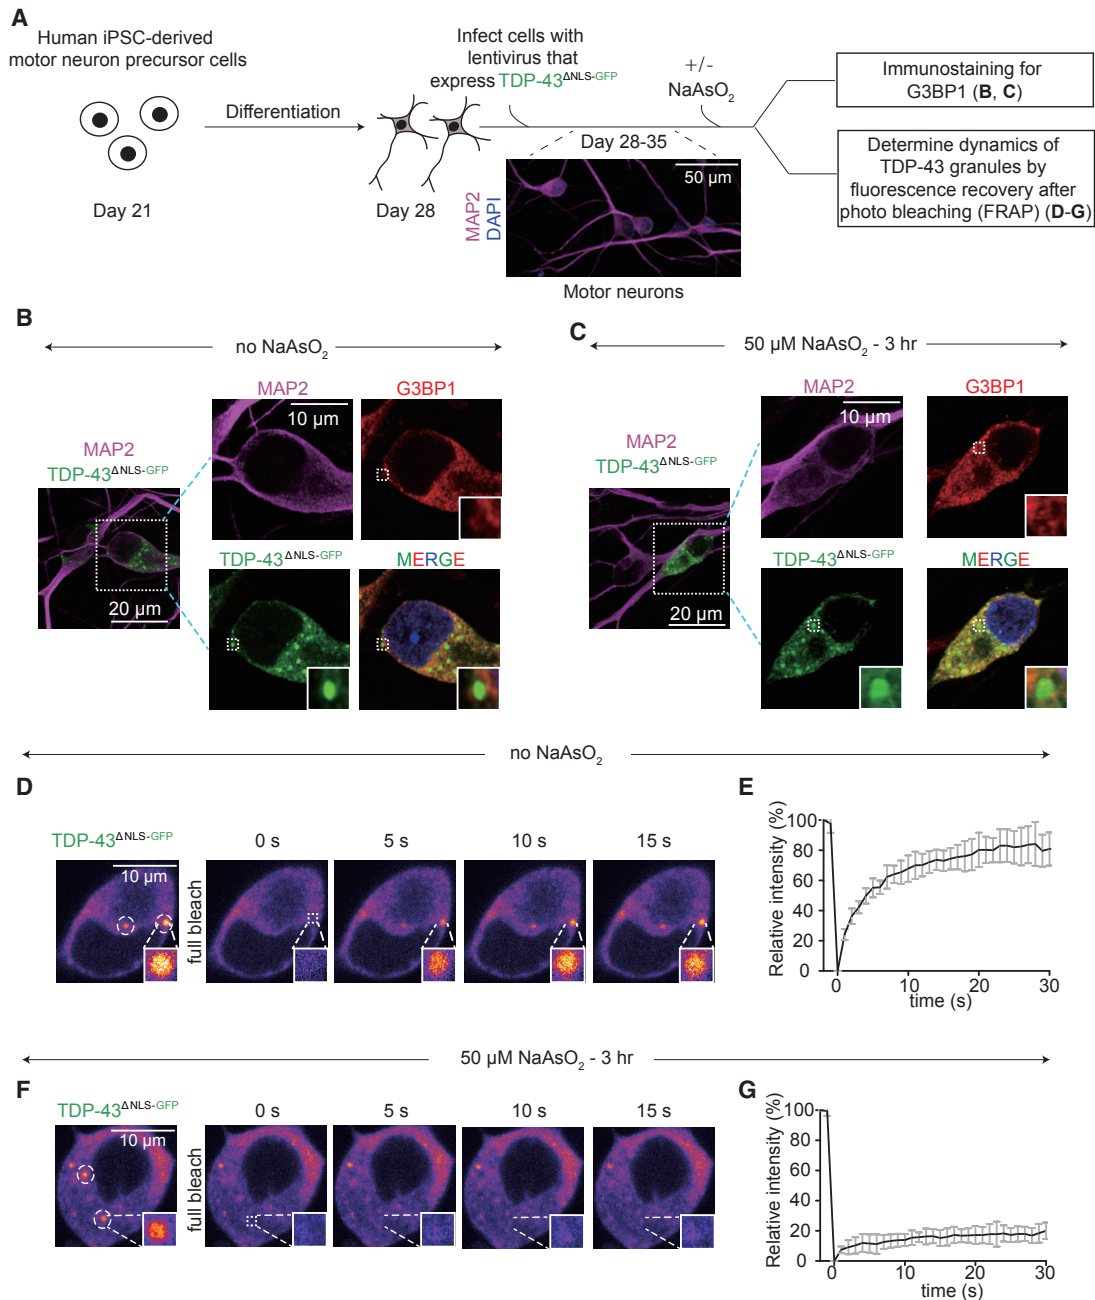 A
Human iPSC-derived
motor neuron precursor cells
Day 21
Differentiation
Day 28
Infect cells with
lentivirus that
express TDP-43ΔNLS-GFP
+/-
NaAsO2
Day 28-35
50 µm
MAP2
DAPI
Motor neurons
Immunostaining for
G3BP1 (B, C)
Determine dynamics of
TDP-43 granules by
fluorescence recovery after
photo bleaching (FRAP) (D-G)
B
no NaAsO2
MAP2
TDP-43ΔNLS-GFP
20 µm
MAP2
10 µm
G3BP1
TDP-43ΔNLS-GFP
MERGE
C
50 µM NaAsO2 - 3 hr
MAP2
TDP-43ΔNLS-GFP
20 µm
MAP2
10 µm
G3BP1
TDP-43ΔNLS-GFP
MERGE
no NaAsO2
D
TDP-43ΔNLS-GFP
10 µm
full bleach
0 s
5 s
10 s
15 s
E
Relative intensity (%)
100
80
60
40
20
0
0 10 20 30
time (s)
50 µM NaAsO2 - 3 hr
F
TDP-43ΔNLS-GFP
10 µm
full bleach
0 s
5 s
10 s
15 s
G
Relative intensity (%)
100
80
60
40
20
0
0 10 20 30
time (s)